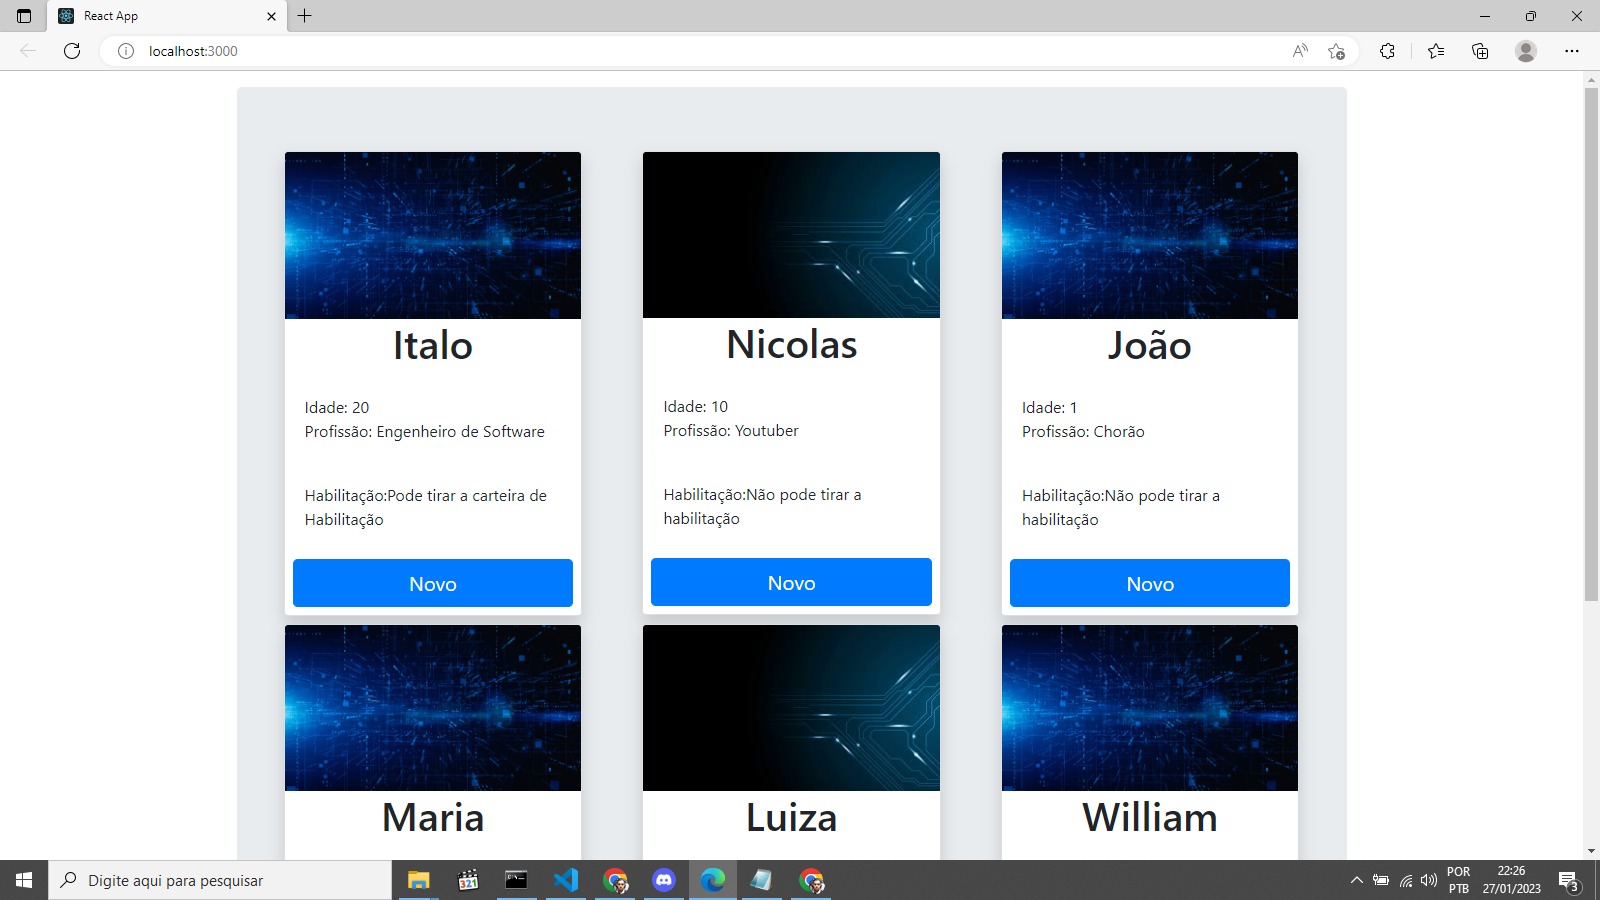 React App
localhost:3000
Italo
Idade: 20
Profissão: Engenheiro de Software
Habilitação:Pode tirar a carteira de
Habilitação
Novo
Nicolas
Idade: 10
Profissão: Youtuber
Habilitação:Não pode tirar a
habilitação
Novo
João
Idade: 1
Profissão: Chorão
Habilitação:Não pode tirar a
habilitação
Novo
Maria
Luiza
William
Digite aqui para pesquisar
321
POR
PTB
22:26
27/01/2023
3